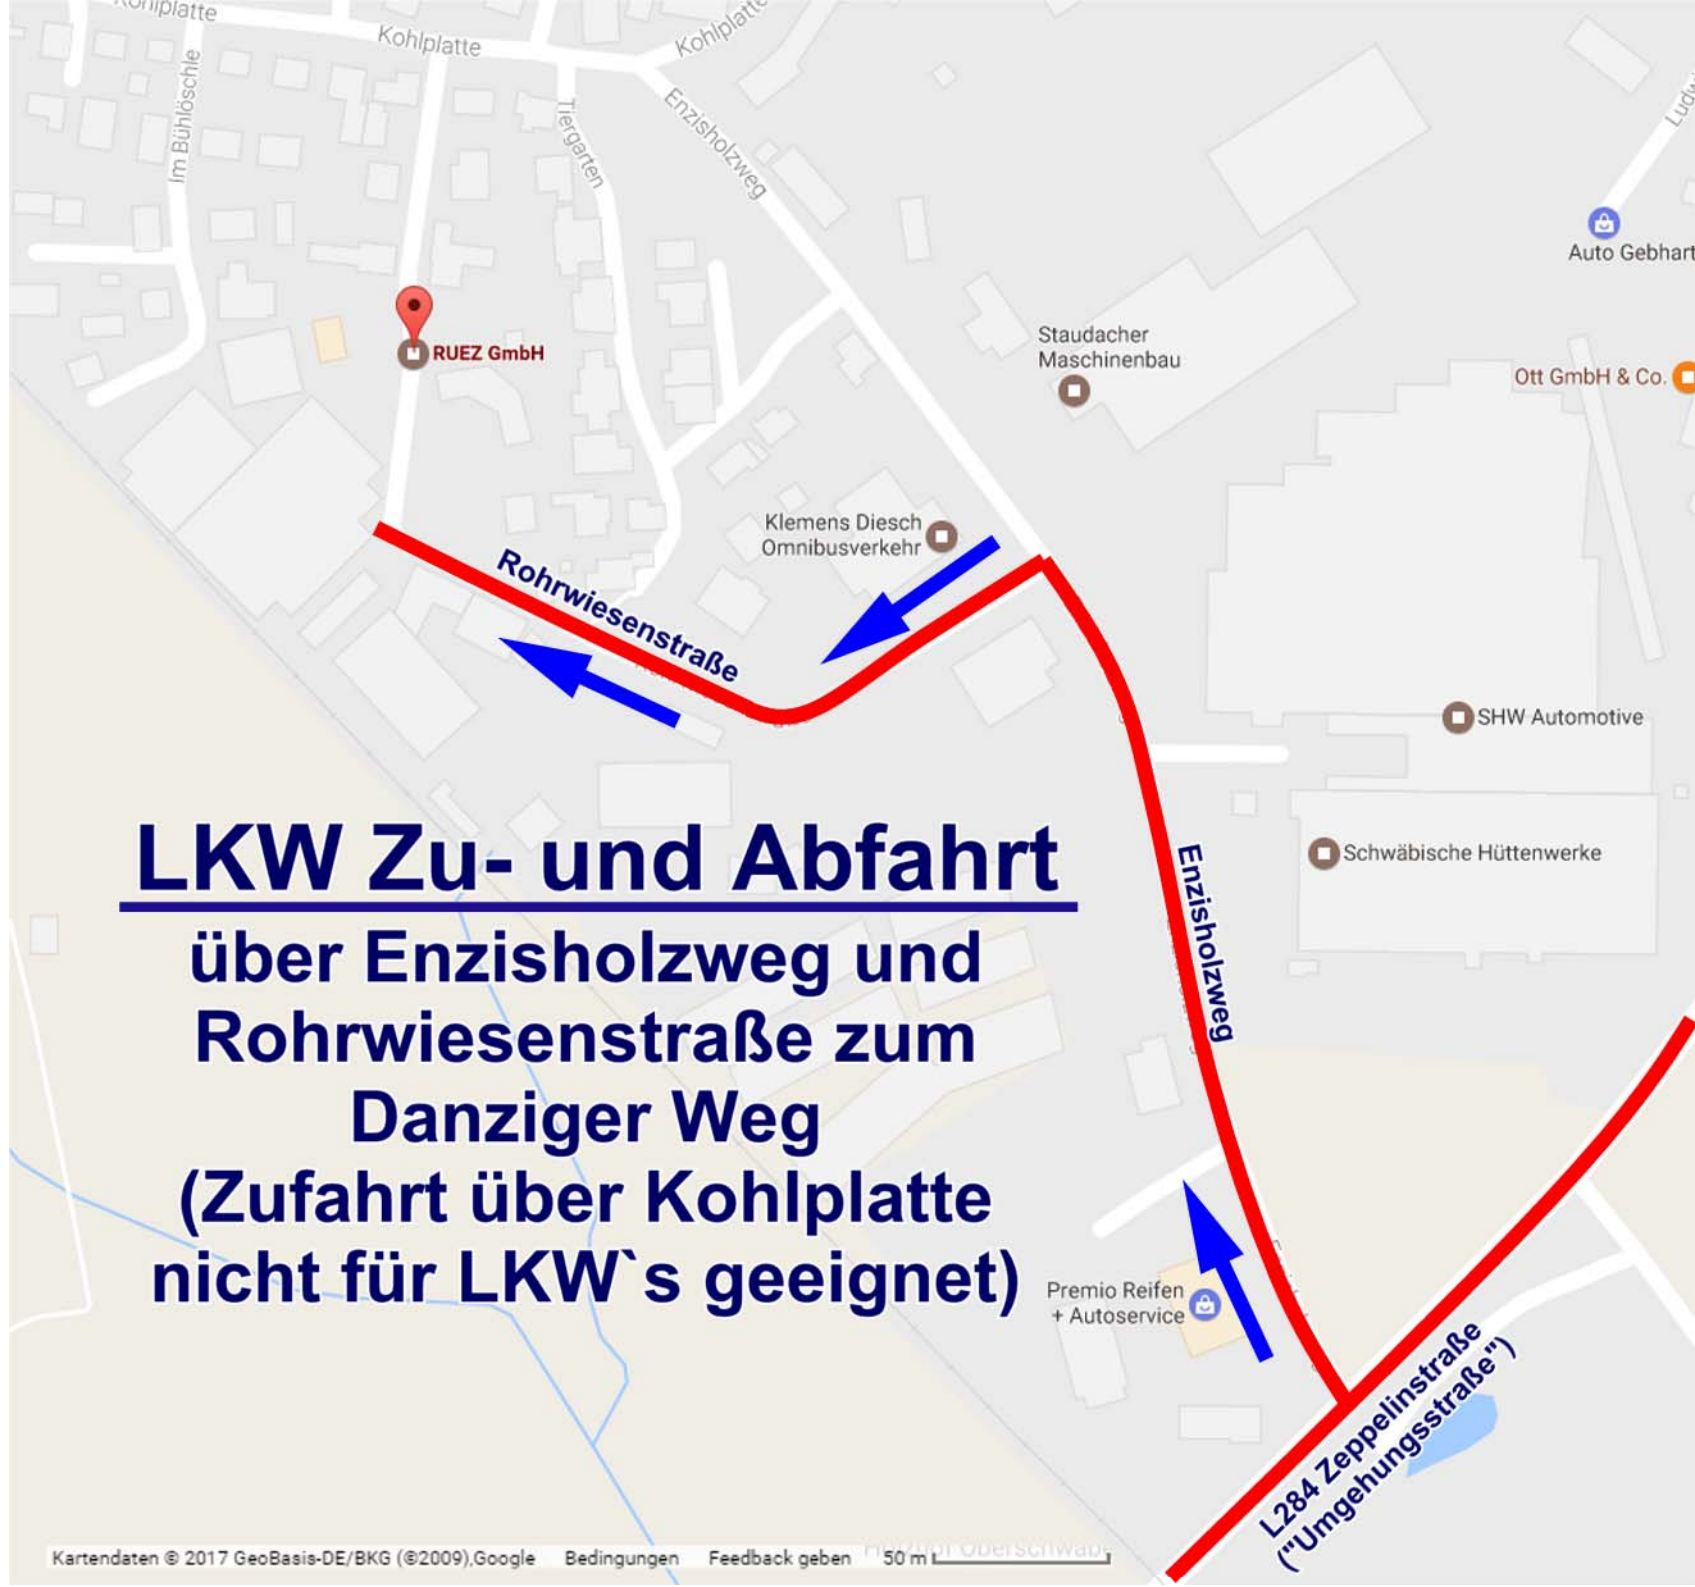 Kohlplatte
Kohlplatte
Kohlplatte
Im Bühlöschle
Tiergarten
Enzisholzweg
Auto Gebhart
RUEZ GmbH
Staudacher
Maschinenbau
Ott GmbH & Co.
Klemens Diesch
Omnibusverkehr
Rohrwiesenstraße
SHW Automotive
Schwäbische Hüttenwerke
Enzisholzweg
LKW Zu- und Abfahrt
über Enzisholzweg und
Rohrwiesenstraße zum
Danziger Weg
(Zufahrt über Kohlplatte
nicht für LKW`s geeignet)
Premio Reifen
+ Autoservice
L284 Zeppelinstraße
("Umgehungsstraße")
Kartendaten © 2017 GeoBasis-DE/BKG (©2009),Google Bedingungen Feedback geben 50 m